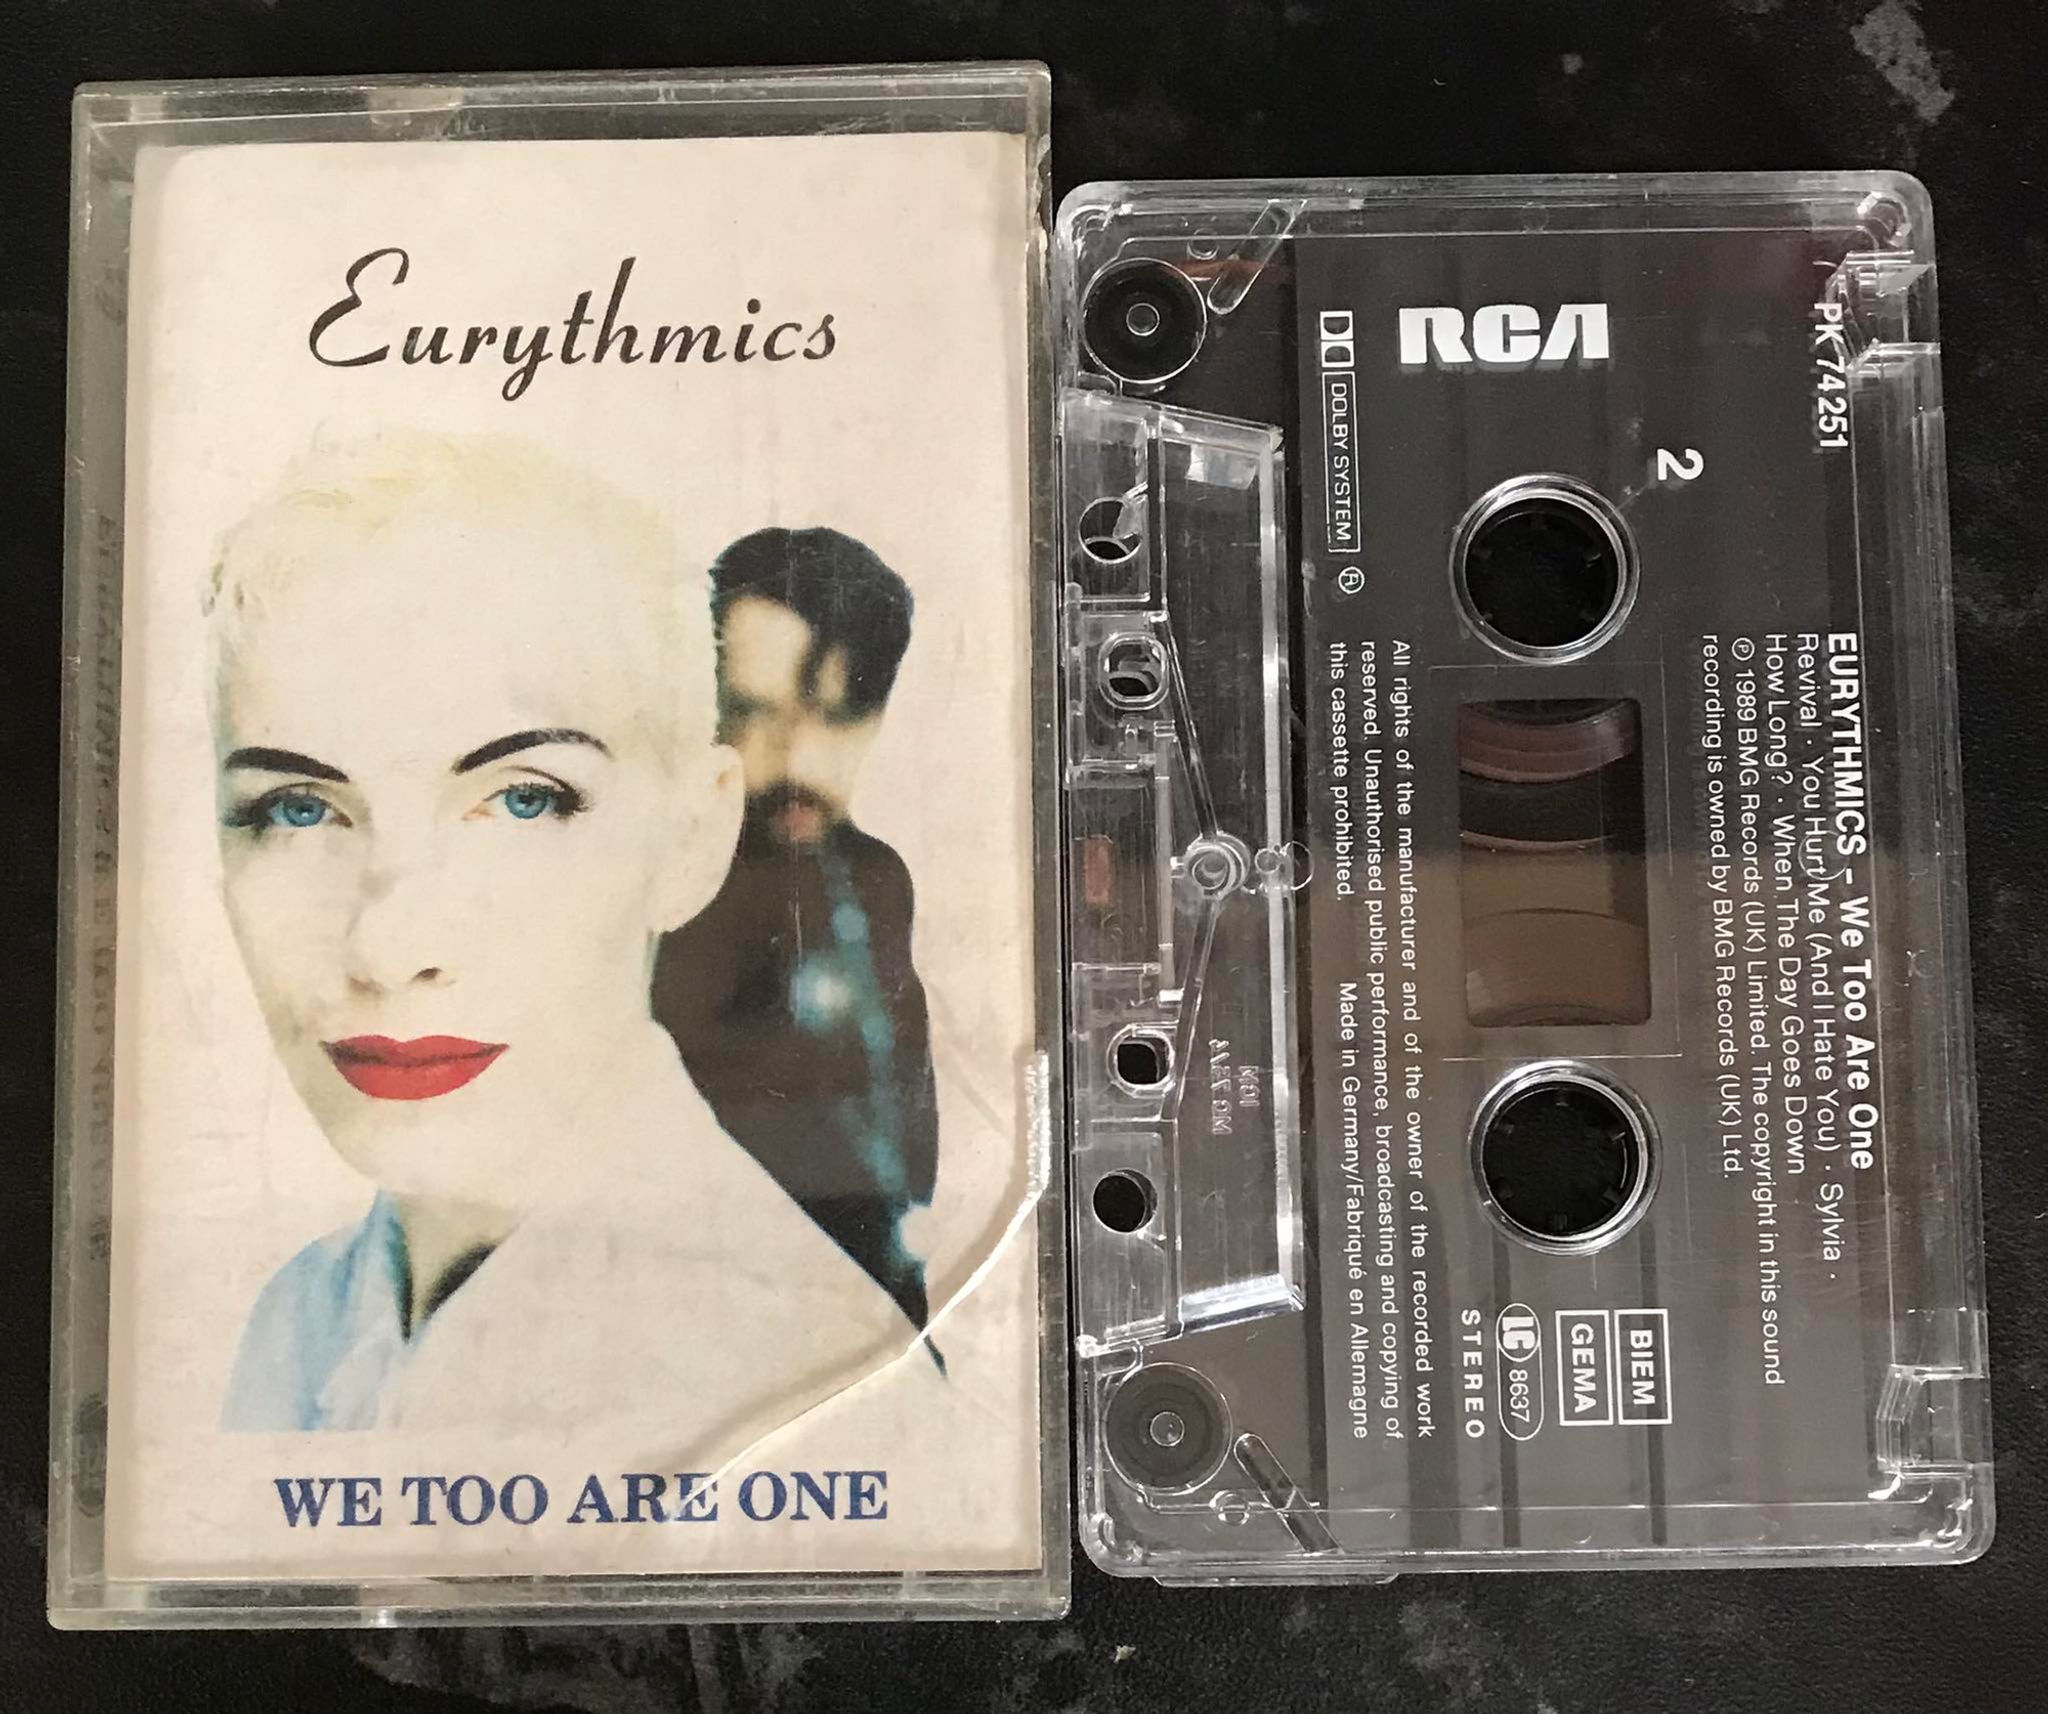 Eurythmics
WE TOO ARE ONE
PK 74251
EURYTHMICS – We Too Are One
Revival · You Hurt Me (And I Hate You) · Sylvia ·
How Long? · When The Day Goes Down
℗ 1989 BMG Records (UK) Limited. The copyright in this sound
recording is owned by BMG Records (UK) Ltd.
2
RCA
DOLBY SYSTEM ®
BIEM
GEMA
LC 8637
STEREO
All rights of the manufacturer and of the owner of the recorded work
reserved. Unauthorised public performance, broadcasting and copying of
this cassette prohibited. Made in Germany/Fabriqué en Allemagne